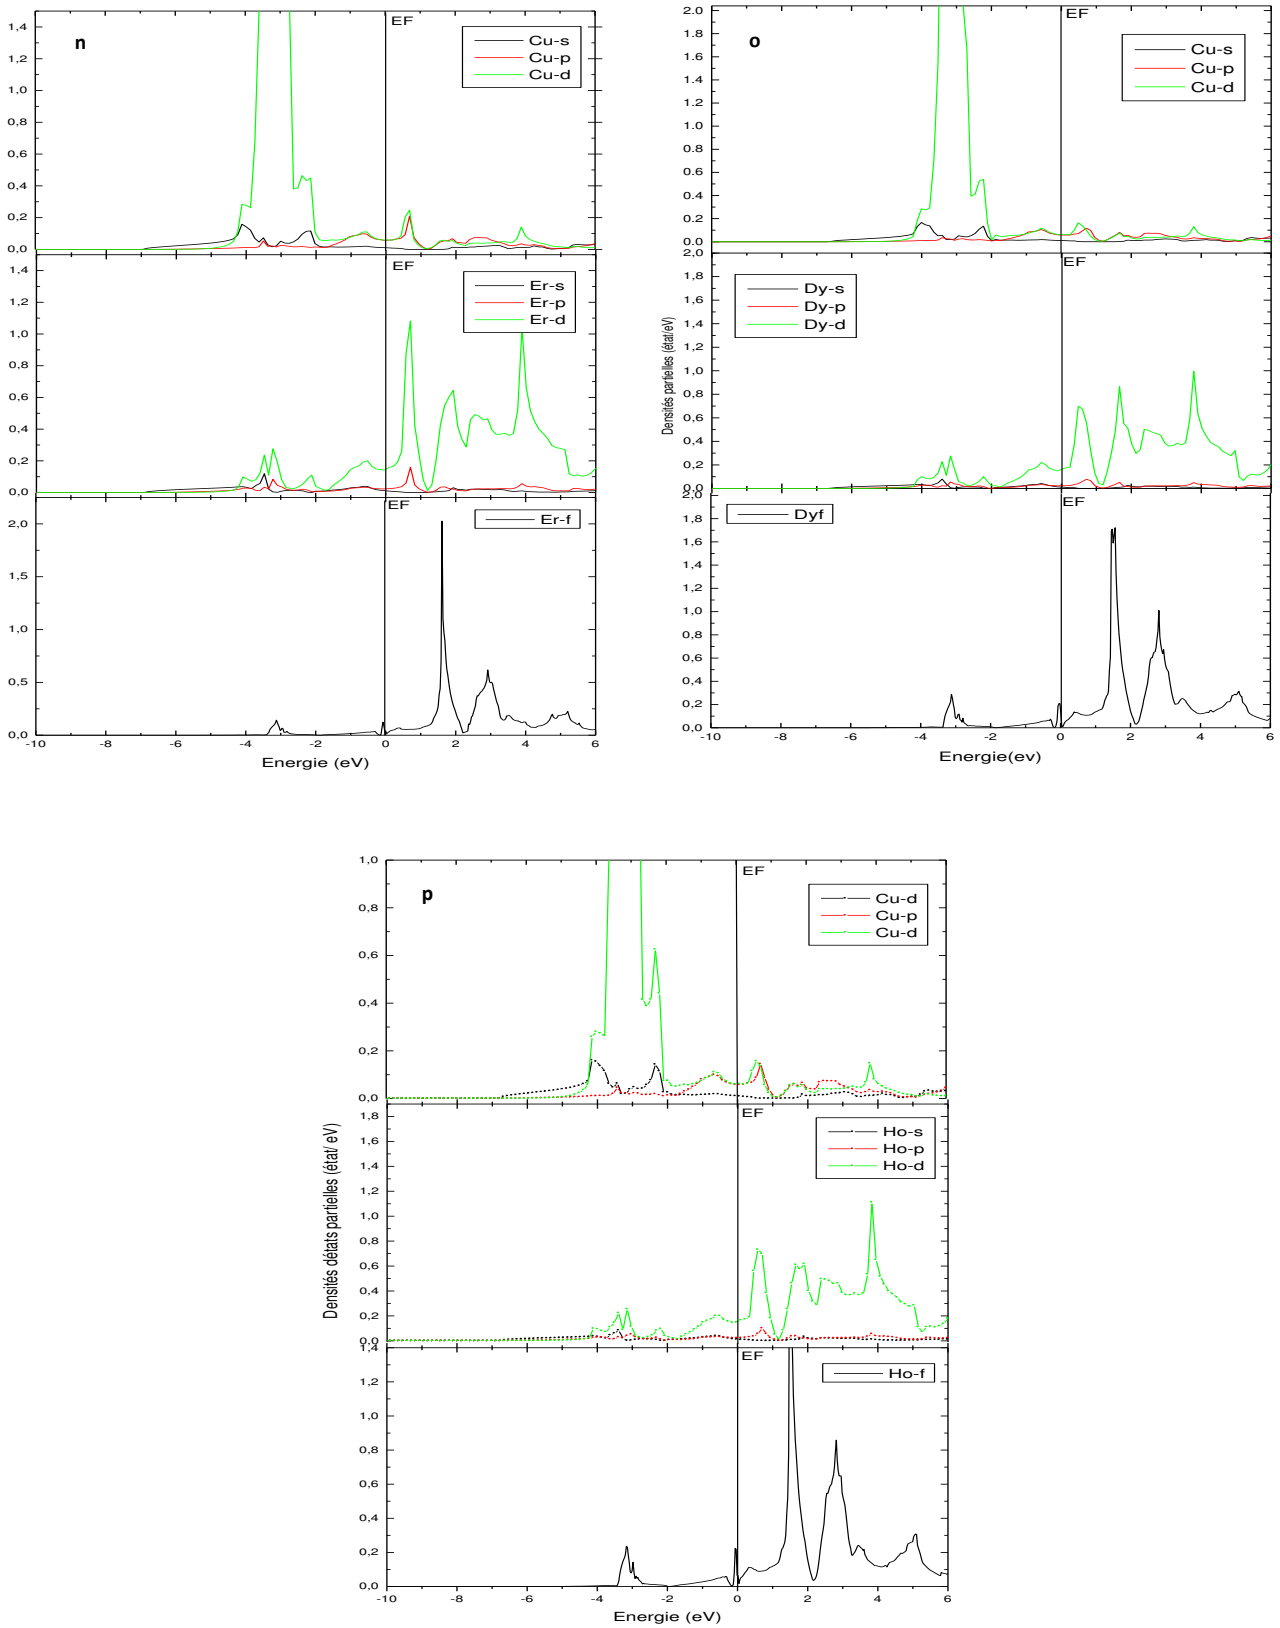 n
EF
Cu-s
Cu-p
Cu-d
1,4
1,2
1,0
0,8
0,6
0,4
0,2
0,0
EF
Er-s
Er-p
Er-d
1,4
1,2
1,0
0,8
0,6
0,4
0,2
0,0
EF
Er-f
2,0
1,5
1,0
0,5
0,0
-10 -8 -6 -4 -2 0 2 4 6
Energie (eV)
o
EF
Cu-s
Cu-p
Cu-d
2.0
1.8
1.6
1.4
1.2
1.0
0.8
0.6
0.4
0.2
0.0
Densités partielles (état/eV)
EF
Dy-s
Dy-p
Dy-d
2,0
1,8
1,6
1,4
1,2
1,0
0,8
0,6
0,4
0,2
0,0
EF
Dyf
2,0
1,8
1,6
1,4
1,2
1,0
0,8
0,6
0,4
0,2
0,0
-10 -8 -6 -4 -2 0 2 4 6
Energie(ev)
p
EF
Cu-d
Cu-p
Cu-d
1,0
0,8
0,6
0,4
0,2
0,0
Densités détats partielles (état/ eV)
EF
Ho-s
Ho-p
Ho-d
1,8
1,6
1,4
1,2
1,0
0,8
0,6
0,4
0,2
0,0
EF
Ho-f
1,4
1,2
1,0
0,8
0,6
0,4
0,2
0,0
-10 -8 -6 -4 -2 0 2 4 6
Energie (eV)